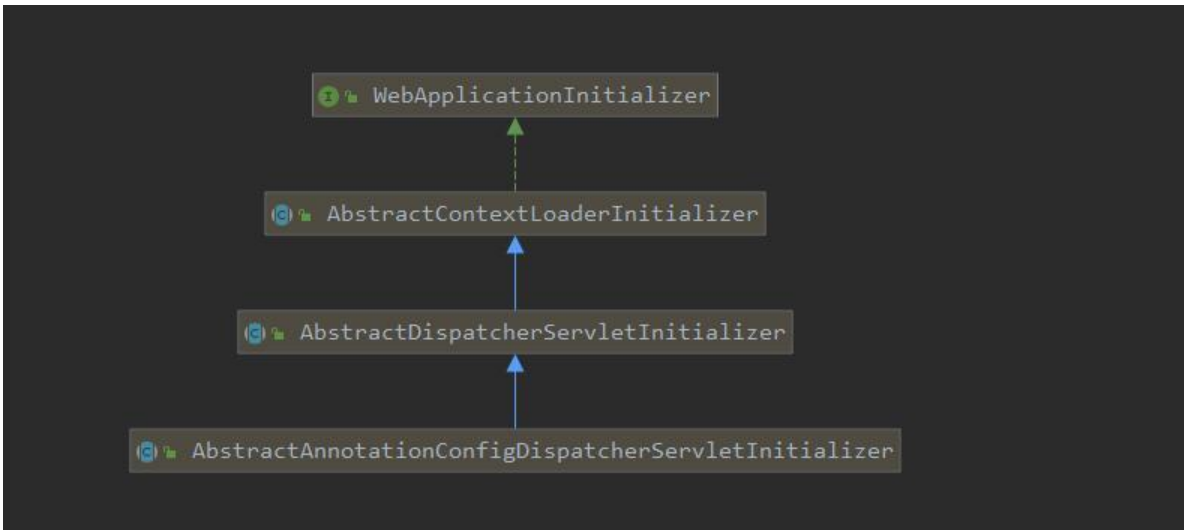 WebApplicationInitializer
AbstractContextLoaderInitializer
AbstractDispatcherServletInitializer
AbstractAnnotationConfigDispatcherServletInitializer